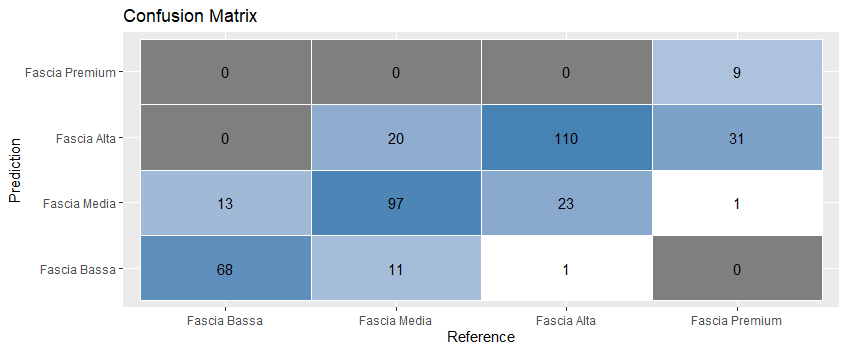 Confusion Matrix
Fascia Premium 0 0 0 9
Fascia Alta 0 20 110 31
Prediction
Fascia Media 13 97 23 1
Fascia Bassa 68 11 1 0
Fascia Bassa Fascia Media Fascia Alta Fascia Premium
Reference